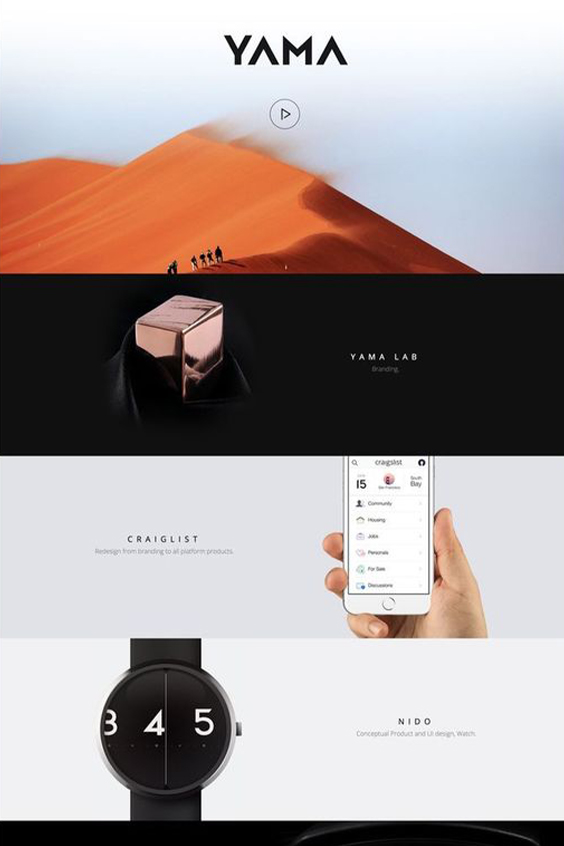 YAMA
YAMA LAB
Branding.
craigslist
JUN
15
San Francisco
South
Bay
Community
Housing
Jobs
Personals
For Sale
Discussions
CRAIGLIST
Redesign from branding to all platform products.
3 4 5
NIDO
Conceptual Product and UI design, Watch.